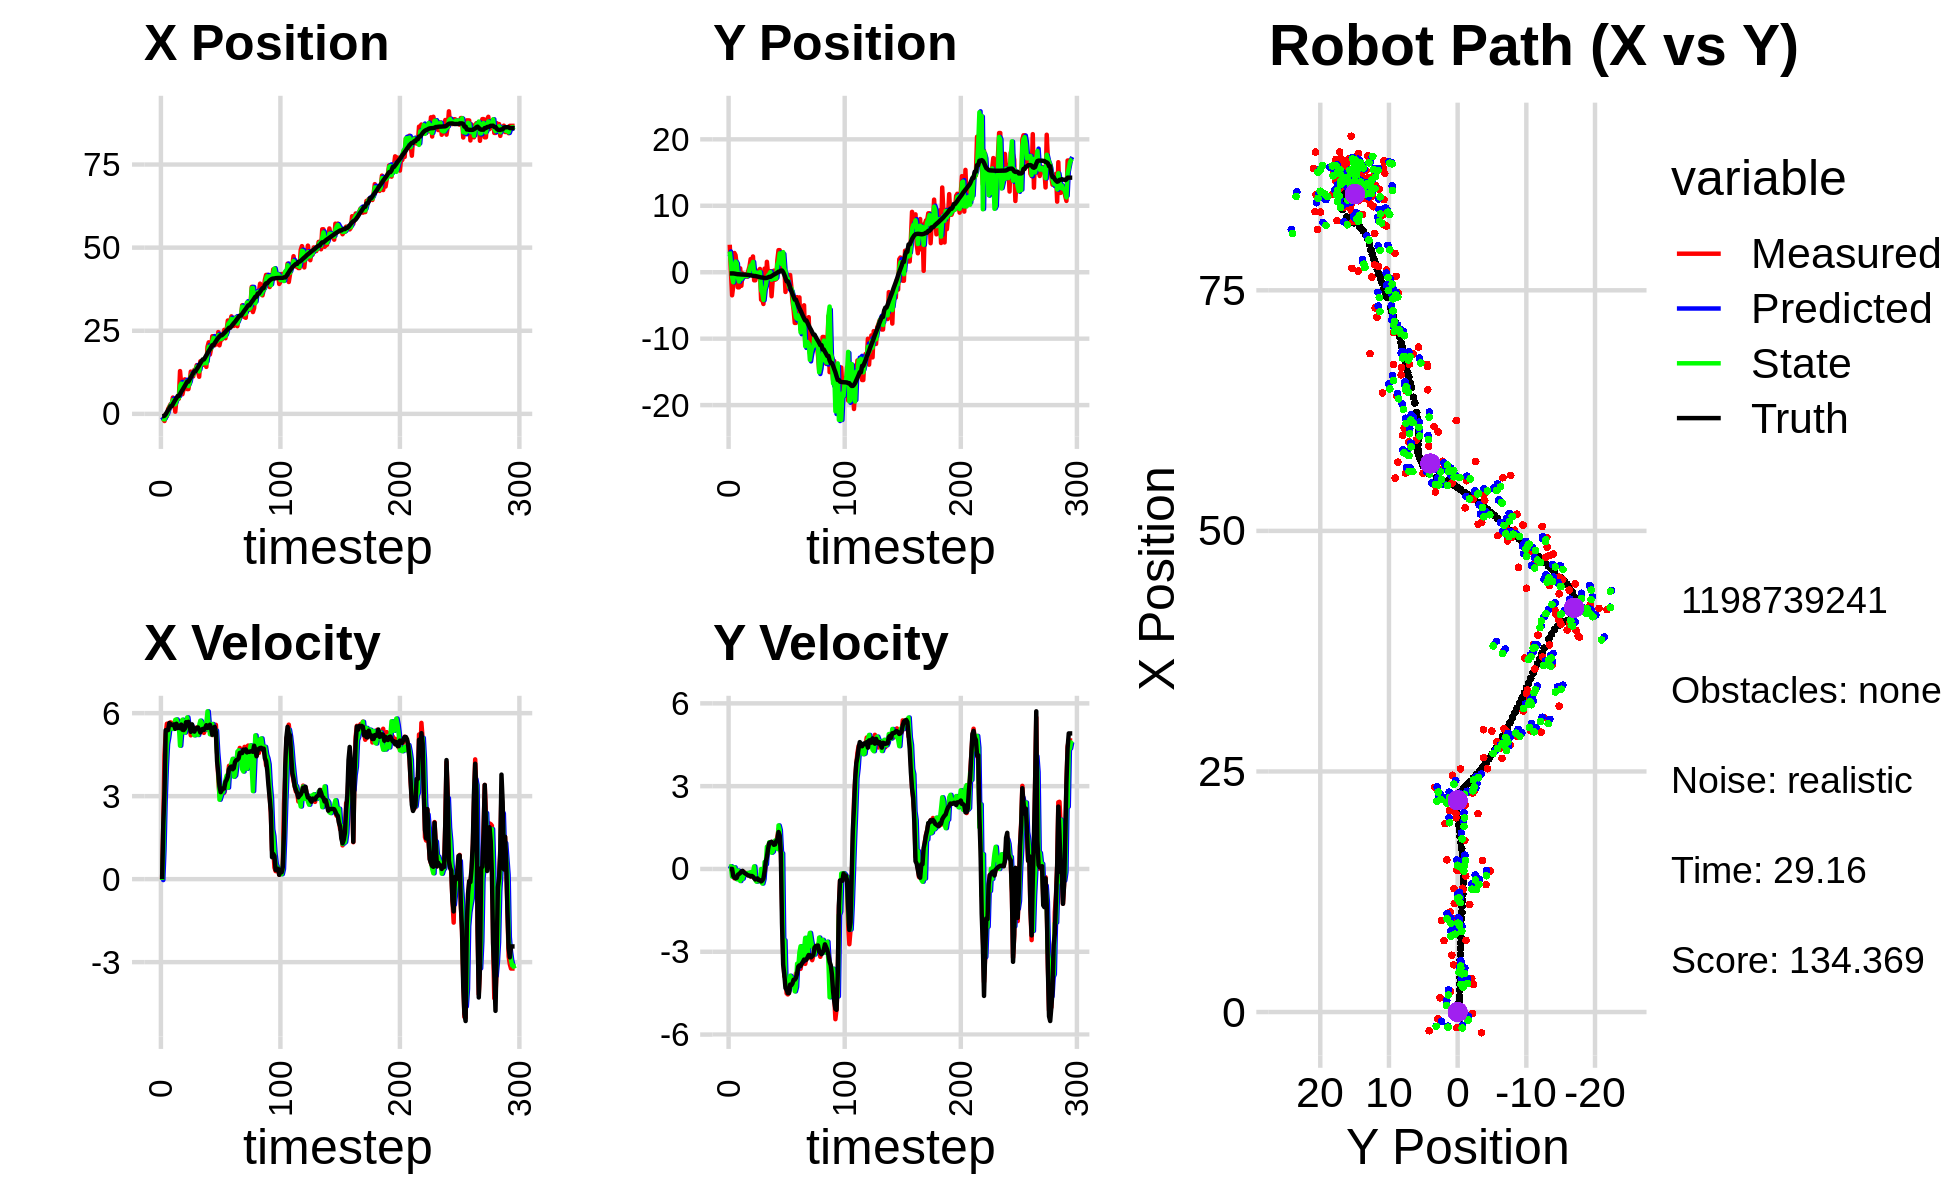 X Position
75
50
25
0
0
100
200
300
timestep
Y Position
20
10
0
-10
-20
0
100
200
300
timestep
X Velocity
6
3
0
-3
0
100
200
300
timestep
Y Velocity
6
3
0
-3
-6
0
100
200
300
timestep
Robot Path (X vs Y)
X Position
75
50
25
0
20 10 0 -10 -20
Y Position
variable
Measured
Predicted
State
Truth
1198739241
Obstacles: none
Noise: realistic
Time: 29.16
Score: 134.369